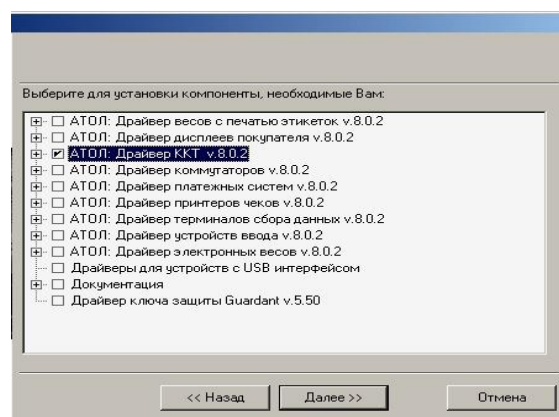 Выберите для установки компоненты, необходимые Вам:
АТОЛ: Драйвер весов с печатью этикеток v.8.0.2
АТОЛ: Драйвер дисплеев покупателя v.8.0.2
АТОЛ: Драйвер ККТ v.8.0.2
АТОЛ: Драйвер коммутаторов v.8.0.2
АТОЛ: Драйвер платежных систем v.8.0.2
АТОЛ: Драйвер принтеров чеков v.8.0.2
АТОЛ: Драйвер терминалов сбора данных v.8.0.2
АТОЛ: Драйвер устройств ввода v.8.0.2
АТОЛ: Драйвер электронных весов v.8.0.2
Драйверы для устройств с USB интерфейсом
Документация
Драйвер ключа защиты Guardant v.5.50
<< Назад Далее >> Отмена